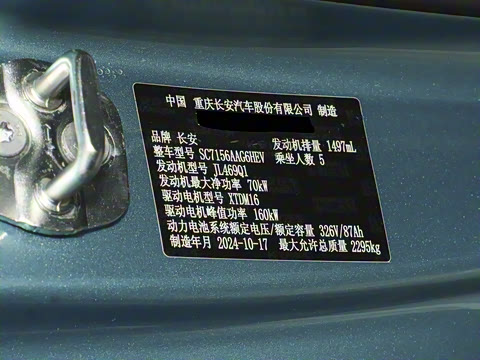 中国 重庆长安汽车股份有限公司 制造
品牌 长安 发动机排量 1497mL
整车型号 SC7156AAG6HEV 乘坐人数 5
发动机型号 JL469Q1
发动机最大净功率 70kW
驱动电机型号 XTDM16
驱动电机峰值功率 160kW
动力电池系统额定电压/额定容量 326V/87Ah
制造年月 2024-10-17 最大允许总质量 2295kg